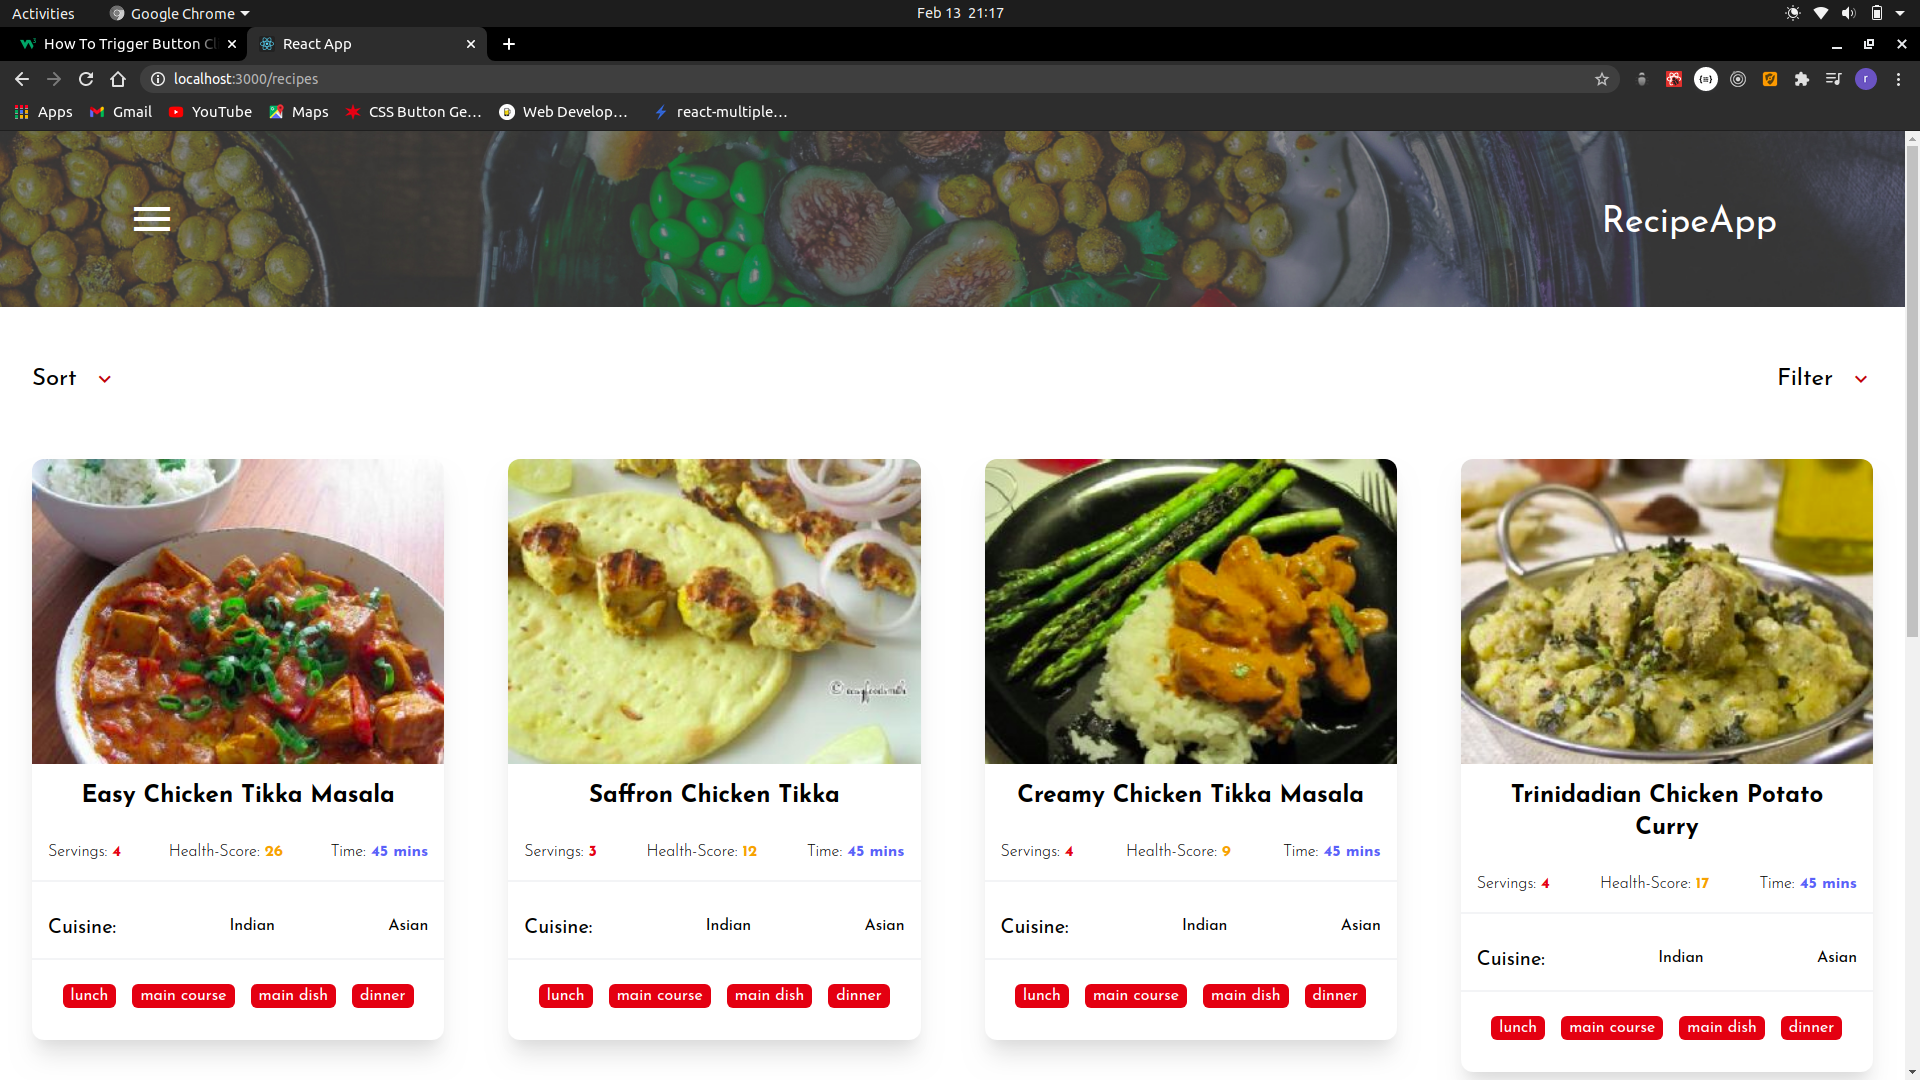 Activities Google Chrome Feb 13 21:17
How To Trigger Button Cl React App
localhost:3000/recipes r
Apps Gmail YouTube Maps CSS Button Ge... Web Develop... react-multiple...
RecipeApp
Sort Filter
Easy Chicken Tikka Masala
Servings: 4 Health-Score: 26 Time: 45 mins
Cuisine: Indian Asian
lunch main course main dish dinner
Saffron Chicken Tikka
Servings: 3 Health-Score: 12 Time: 45 mins
Cuisine: Indian Asian
lunch main course main dish dinner
Creamy Chicken Tikka Masala
Servings: 4 Health-Score: 9 Time: 45 mins
Cuisine: Indian Asian
lunch main course main dish dinner
Trinidadian Chicken Potato
Curry
Servings: 4 Health-Score: 17 Time: 45 mins
Cuisine: Indian Asian
lunch main course main dish dinner